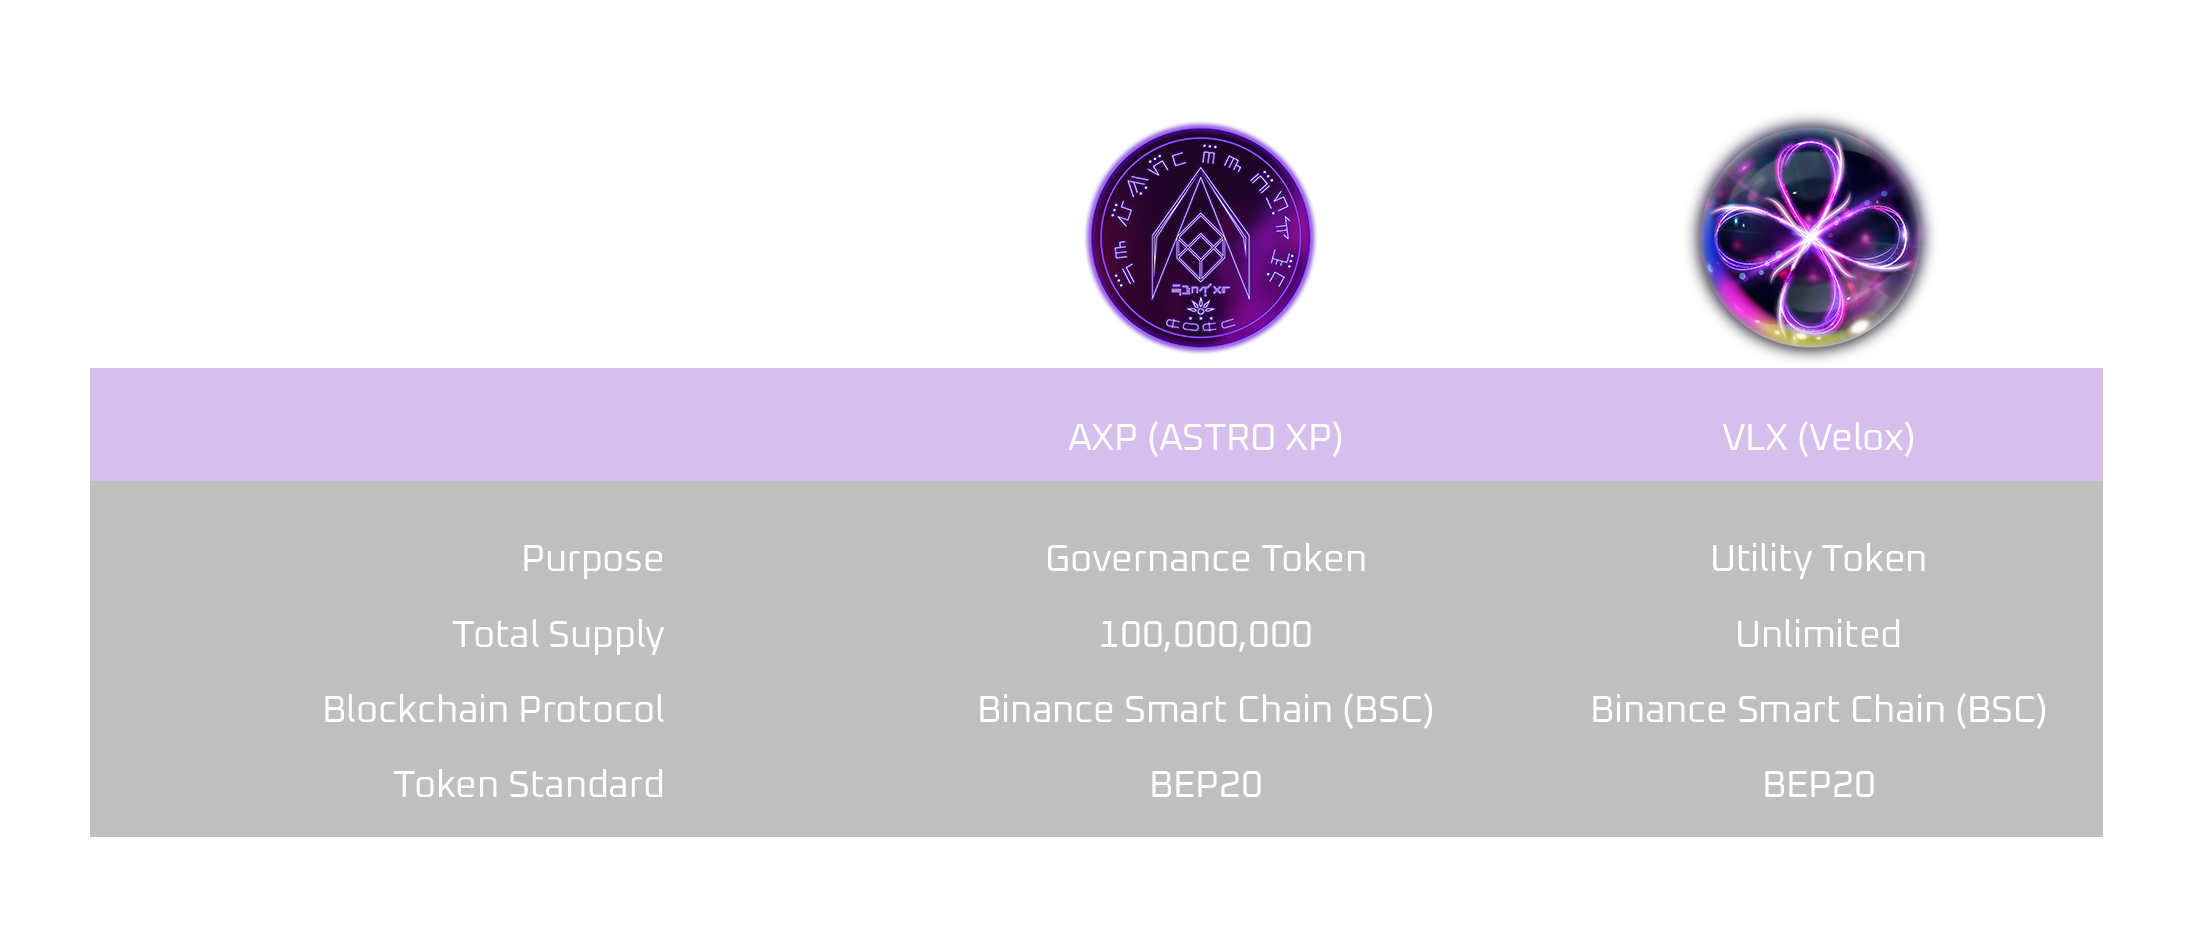 AXP (ASTRO XP) VLX (Velox)
Purpose Governance Token Utility Token
Total Supply 100,000,000 Unlimited
Blockchain Protocol Binance Smart Chain (BSC) Binance Smart Chain (BSC)
Token Standard BEP20 BEP20